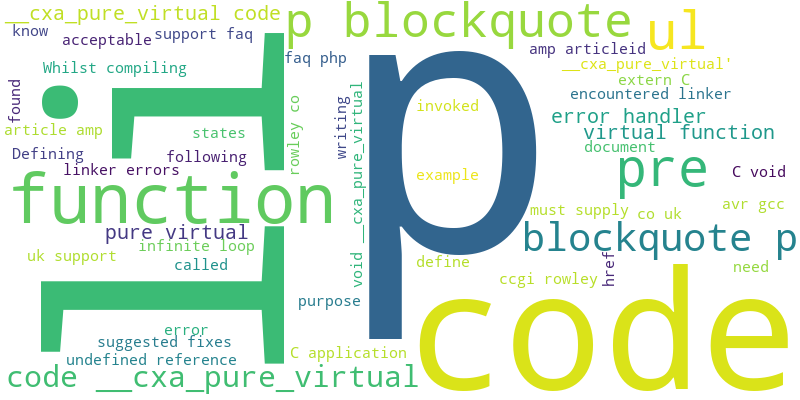 __cxa_pure_virtual code
p blockquote
ul
know
support faq
acceptable
amp articleid
faq php
__cxa_pure_virtual'
Whilst compiling
extern C
encountered linker
found
li
rowley co
writing
void __cxa_pure_virtual
p
invoked
error handler
article amp
states
virtual function
document
Defining
following
linker errors
example
pre
C void
function
must supply
co uk
avr gcc
pure virtual
blockquote p
infinite loop
uk support
called
define
need
ccgi rowley
href
purpose
code
error
suggested fixes
undefined reference
C application
code __cxa_pure_virtual